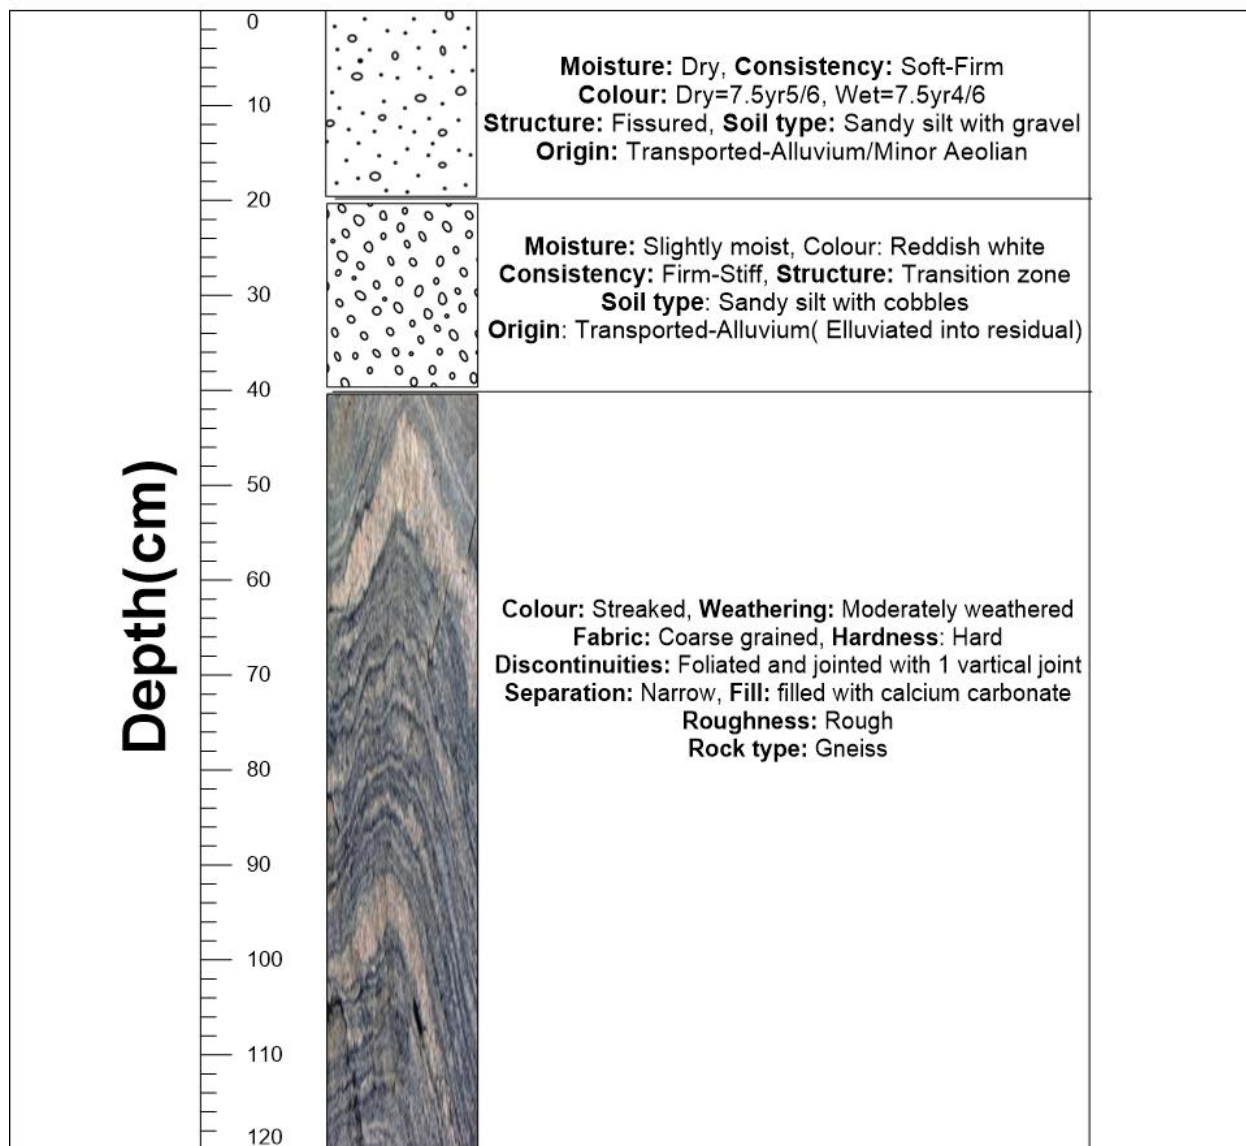 0
10
20
30
40
50
60
70
80
90
100
110
120
Depth(cm)
Moisture: Dry, Consistency: Soft-Firm
Colour: Dry=7.5yr5/6, Wet=7.5yr4/6
Structure: Fissured, Soil type: Sandy silt with gravel
Origin: Transported-Alluvium/Minor Aeolian
Moisture: Slightly moist, Colour: Reddish white
Consistency: Firm-Stiff, Structure: Transition zone
Soil type: Sandy silt with cobbles
Origin: Transported-Alluvium( Elluviated into residual)
Colour: Streaked, Weathering: Moderately weathered
Fabric: Coarse grained, Hardness: Hard
Discontinuities: Foliated and jointed with 1 vartical joint
Separation: Narrow, Fill: filled with calcium carbonate
Roughness: Rough
Rock type: Gneiss